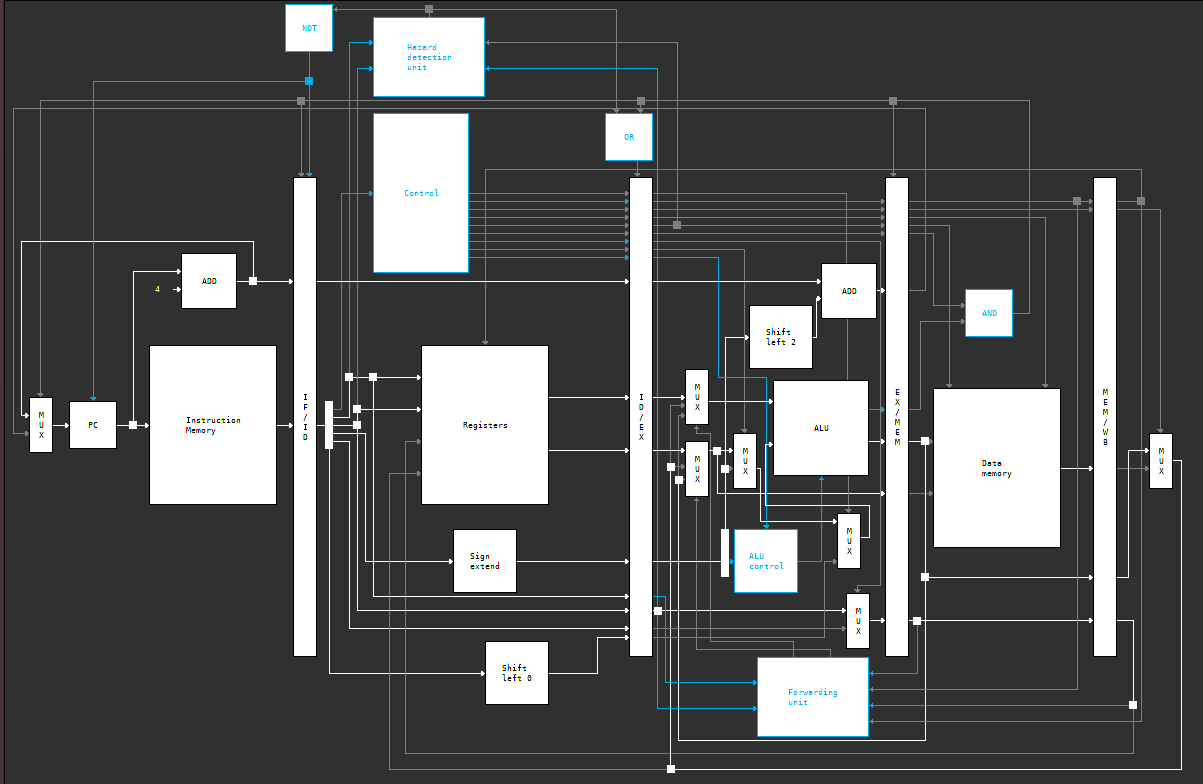 NOT
Hazard
detection
unit
OR
Control
ADD
4
ADD
AND
Shift
left 2
Instruction
Memory
M
U
X
PC
I
F
/
I
D
Registers
I
D
/
E
X
M
U
X
M
U
X
M
U
X
ALU
E
X
/
M
E
M
Data
memory
M
E
M
/
W
B
M
U
X
Sign
extend
ALU
control
M
U
X
M
U
X
Shift
left 0
Forwarding
unit